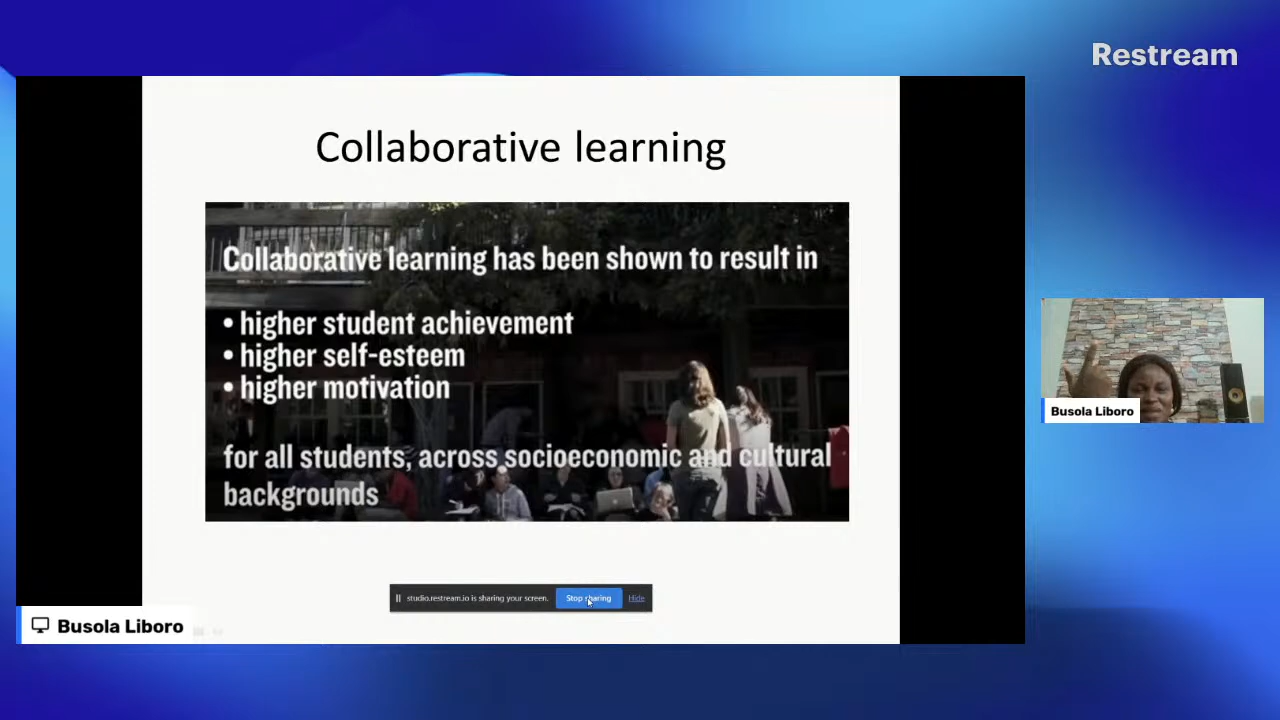 Restream
Collaborative learning
Collaborative learning has been shown to result in
• higher student achievement
• higher self-esteem
• higher motivation
for all students, across socioeconomic and cultural
backgrounds
studio.restream.io is sharing your screen.
Stop sharing
Hide
Busola Liboro
Busola Liboro